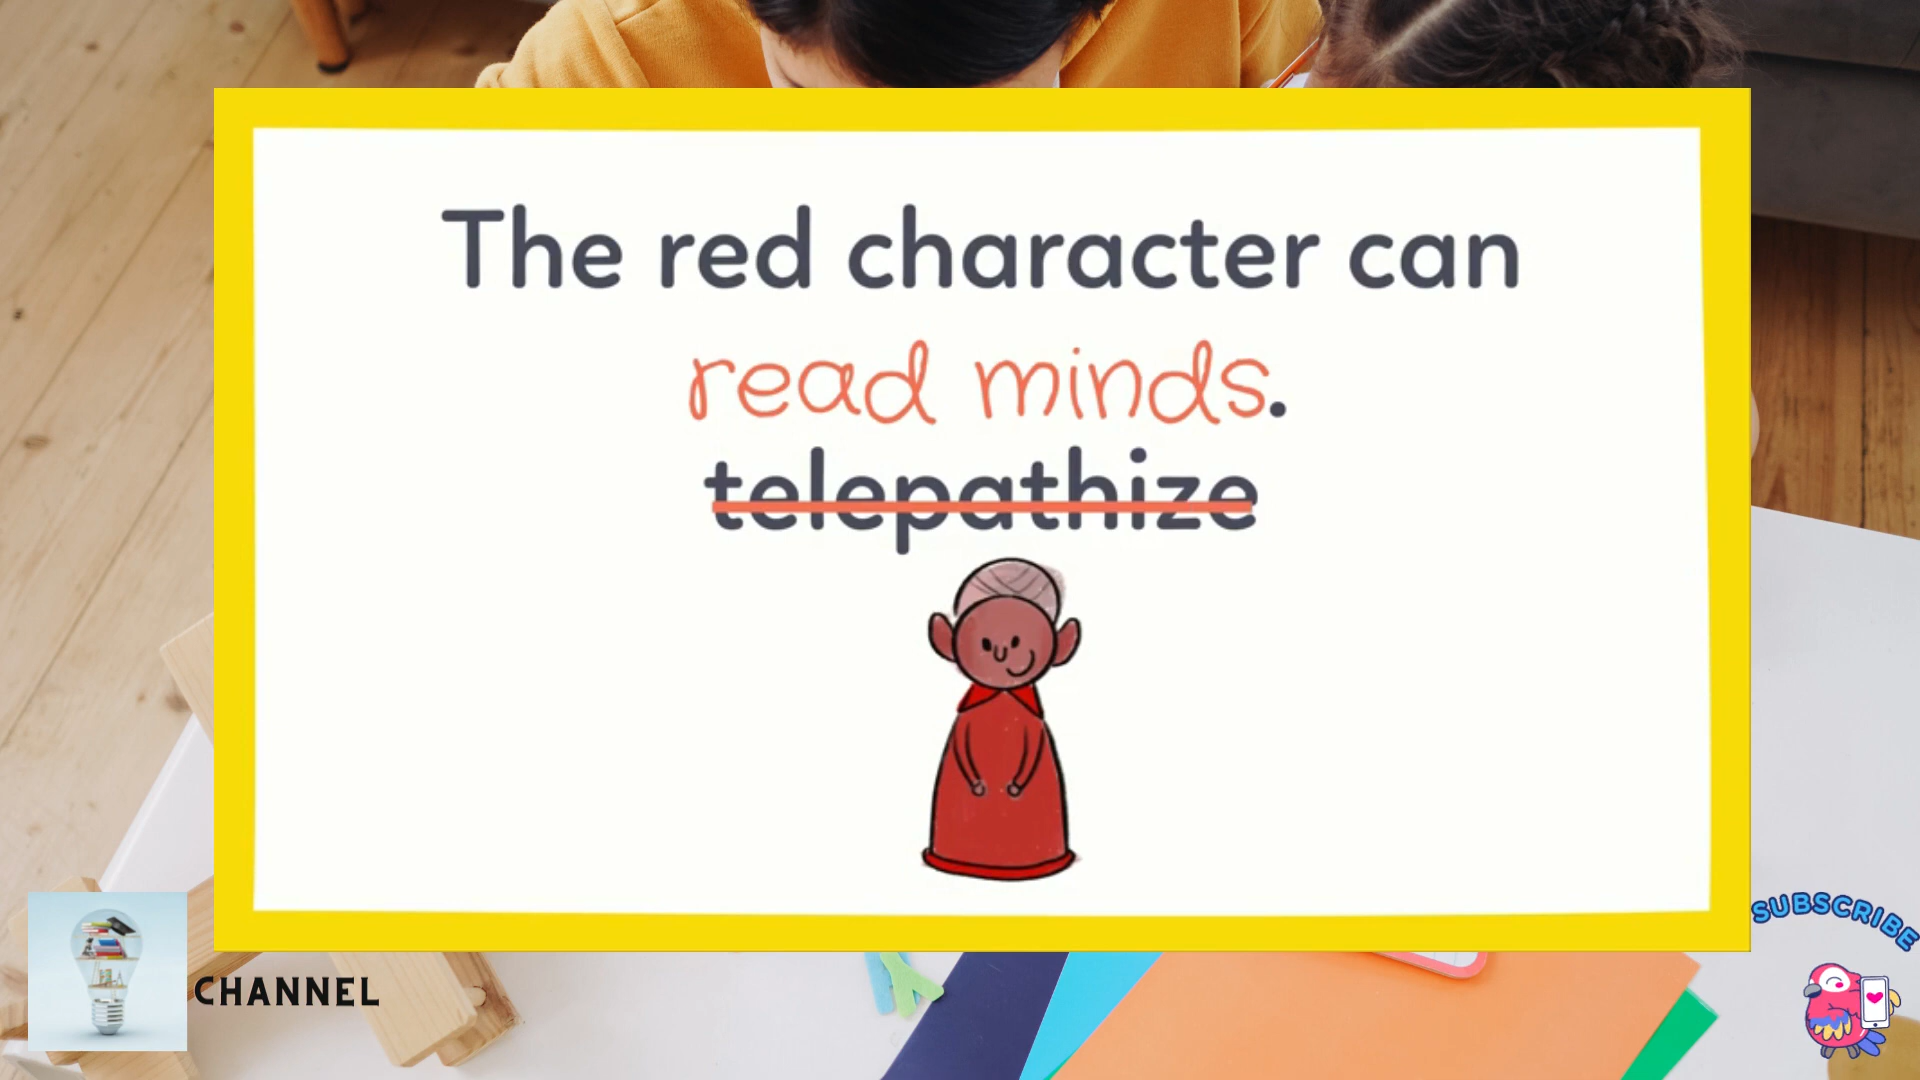 The red character can
read minds.
telepathize
CHANNEL
SUBSCRIBE